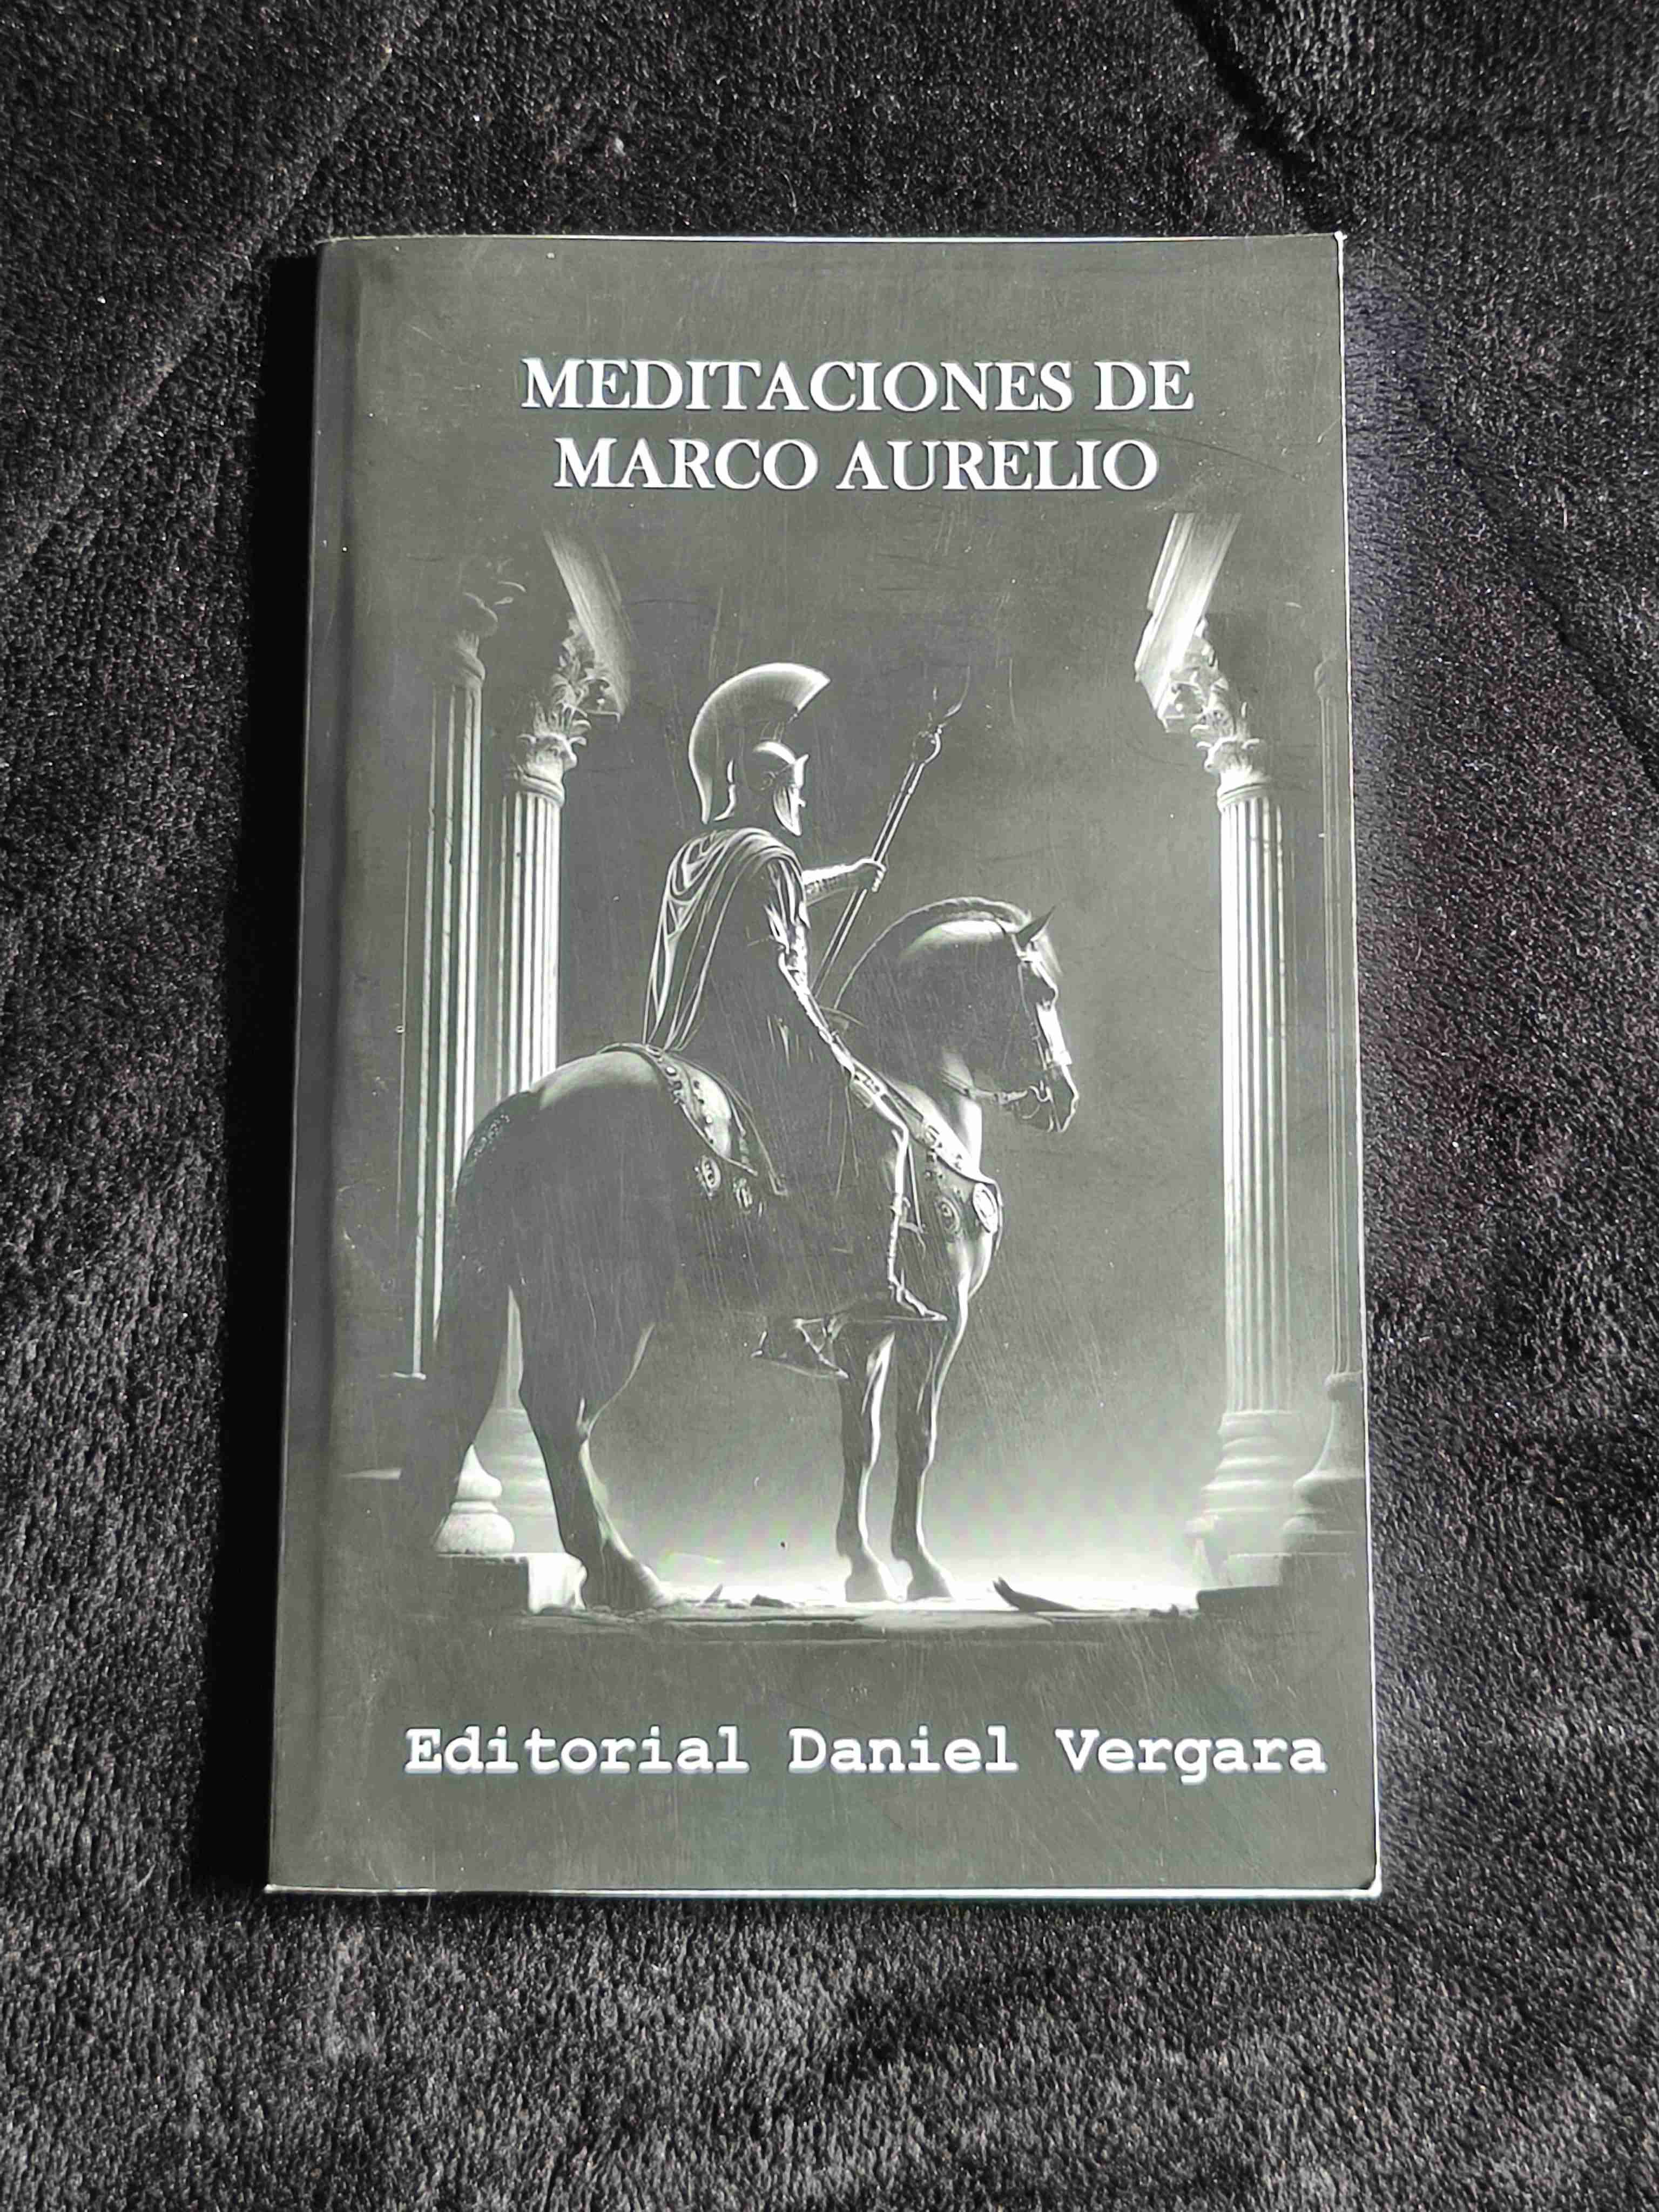 MEDITACIONES DE
MARCO AURELIO
Editorial Daniel Vergara